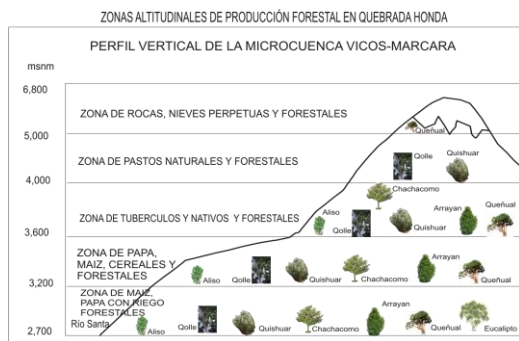 ZONAS ALTITUDINALES DE PRODUCCIÓN FORESTAL EN QUEBRADA HONDA
PERFIL VERTICAL DE LA MICROCUENCA VICOS-MARCARA
msnm
6,800
ZONA DE ROCAS, NIEVES PERPETUAS Y FORESTALES
Queñual
5,000
Qolle
Quishuar
ZONA DE PASTOS NATURALES Y FORESTALES
4,000
Chachacomo
Aliso
Arrayan
Queñual
ZONA DE TUBERCULOS Y NATIVOS Y FORESTALES
Qolle
Quishuar
3,600
ZONA DE PAPA,
MAIZ, CEREALES Y
FORESTALES
Arrayan
Aliso
Qolle
Quishuar
Chachacomo
Queñual
3,200
ZONA DE MAIZ,
PAPA CON RIEGO
FORESTALES
Arrayan
Río Santa
Aliso
Qolle
Quishuar
Chachacomo
Queñual
Eucalipto
2,700